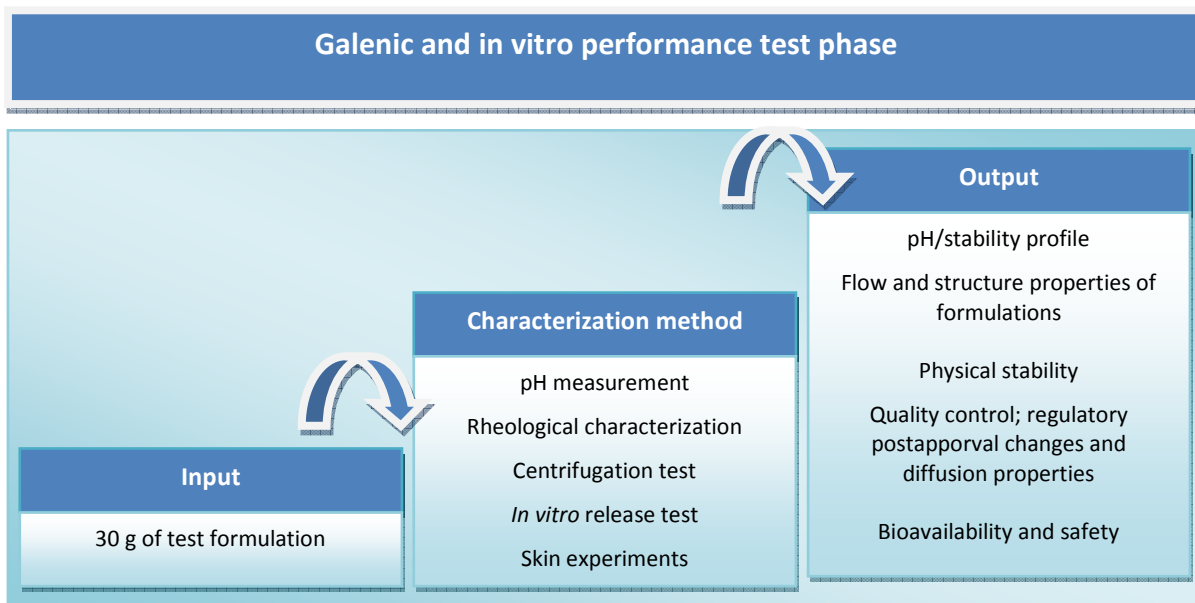 Galenic and in vitro performance test phase
Input
30 g of test formulation
Characterization method
pH measurement
Rheological characterization
Centrifugation test
In vitro release test
Skin experiments
Output
pH/stability profile
Flow and structure properties of
formulations
Physical stability
Quality control; regulatory
postapporval changes and
diffusion properties
Bioavailability and safety